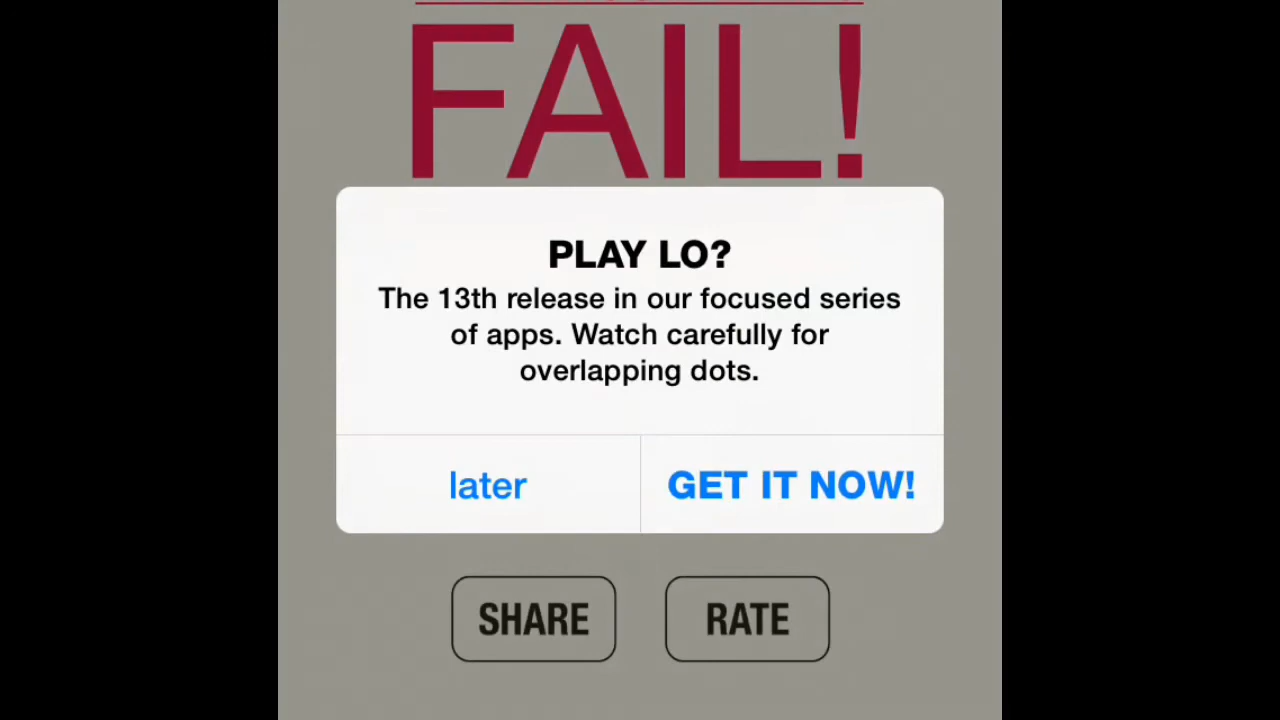 FAIL!
PLAY LO?
The 13th release in our focused series
of apps. Watch carefully for
overlapping dots.
later
GET IT NOW!
SHARE
RATE